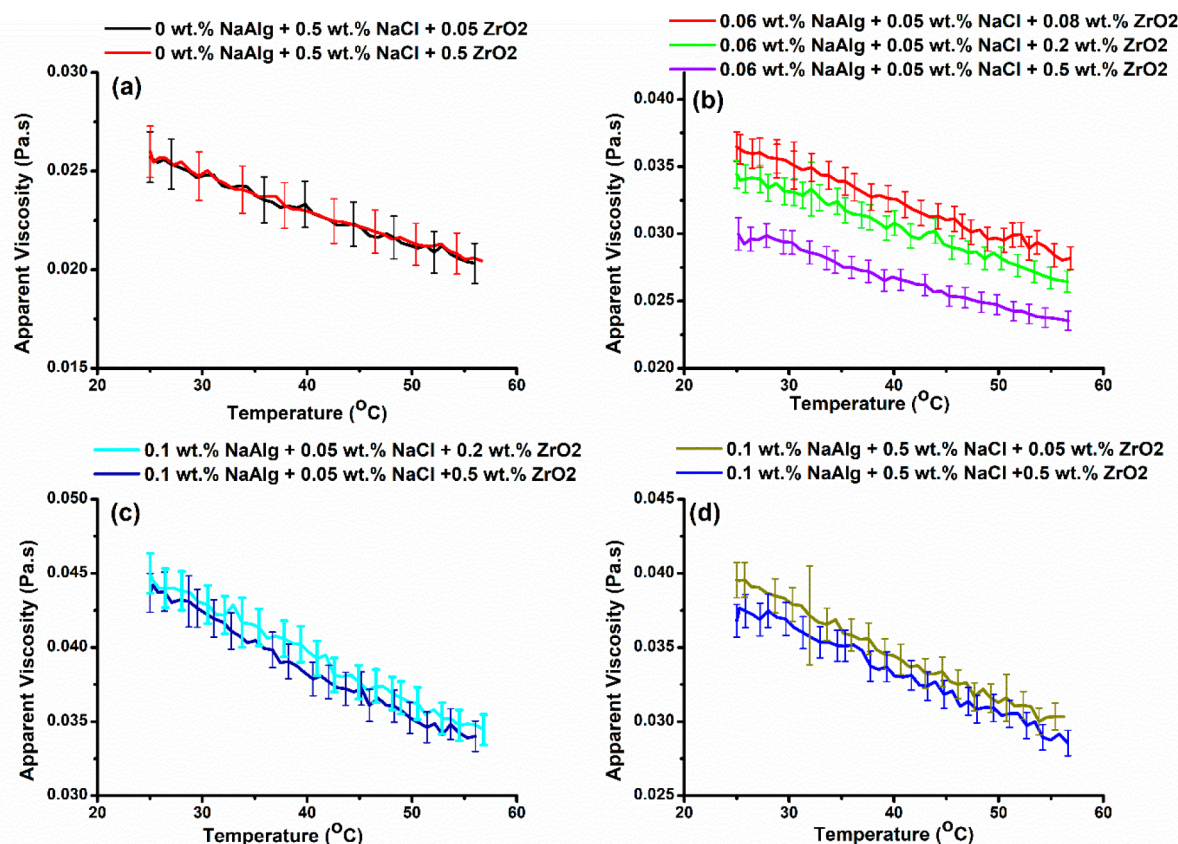 0 wt.% NaAlg + 0.5 wt.% NaCl + 0.05 ZrO2
0 wt.% NaAlg + 0.5 wt.% NaCl + 0.5 ZrO2
(a)
0.030
0.025
0.020
0.015
20
30
40
50
60
Apparent Viscosity (Pa.s)
Temperature (OC)
0.06 wt.% NaAlg + 0.05 wt.% NaCl + 0.08 wt.% ZrO2
0.06 wt.% NaAlg + 0.05 wt.% NaCl + 0.2 wt.% ZrO2
0.06 wt.% NaAlg + 0.05 wt.% NaCl + 0.5 wt.% ZrO2
(b)
0.040
0.035
0.030
0.025
0.020
20
30
40
50
60
Apparent Viscosity (Pa.s)
Temperature (OC)
0.1 wt.% NaAlg + 0.05 wt.% NaCl + 0.2 wt.% ZrO2
0.1 wt.% NaAlg + 0.05 wt.% NaCl +0.5 wt.% ZrO2
(c)
0.050
0.045
0.040
0.035
0.030
20
30
40
50
60
Apparent Viscosity (Pa.s)
Temperature (OC)
0.1 wt.% NaAlg + 0.5 wt.% NaCl + 0.05 wt.% ZrO2
0.1 wt.% NaAlg + 0.5 wt.% NaCl +0.5 wt.% ZrO2
(d)
0.045
0.040
0.035
0.030
0.025
20
30
40
50
60
Apparent Viscosity (Pa.s)
Temperature (OC)